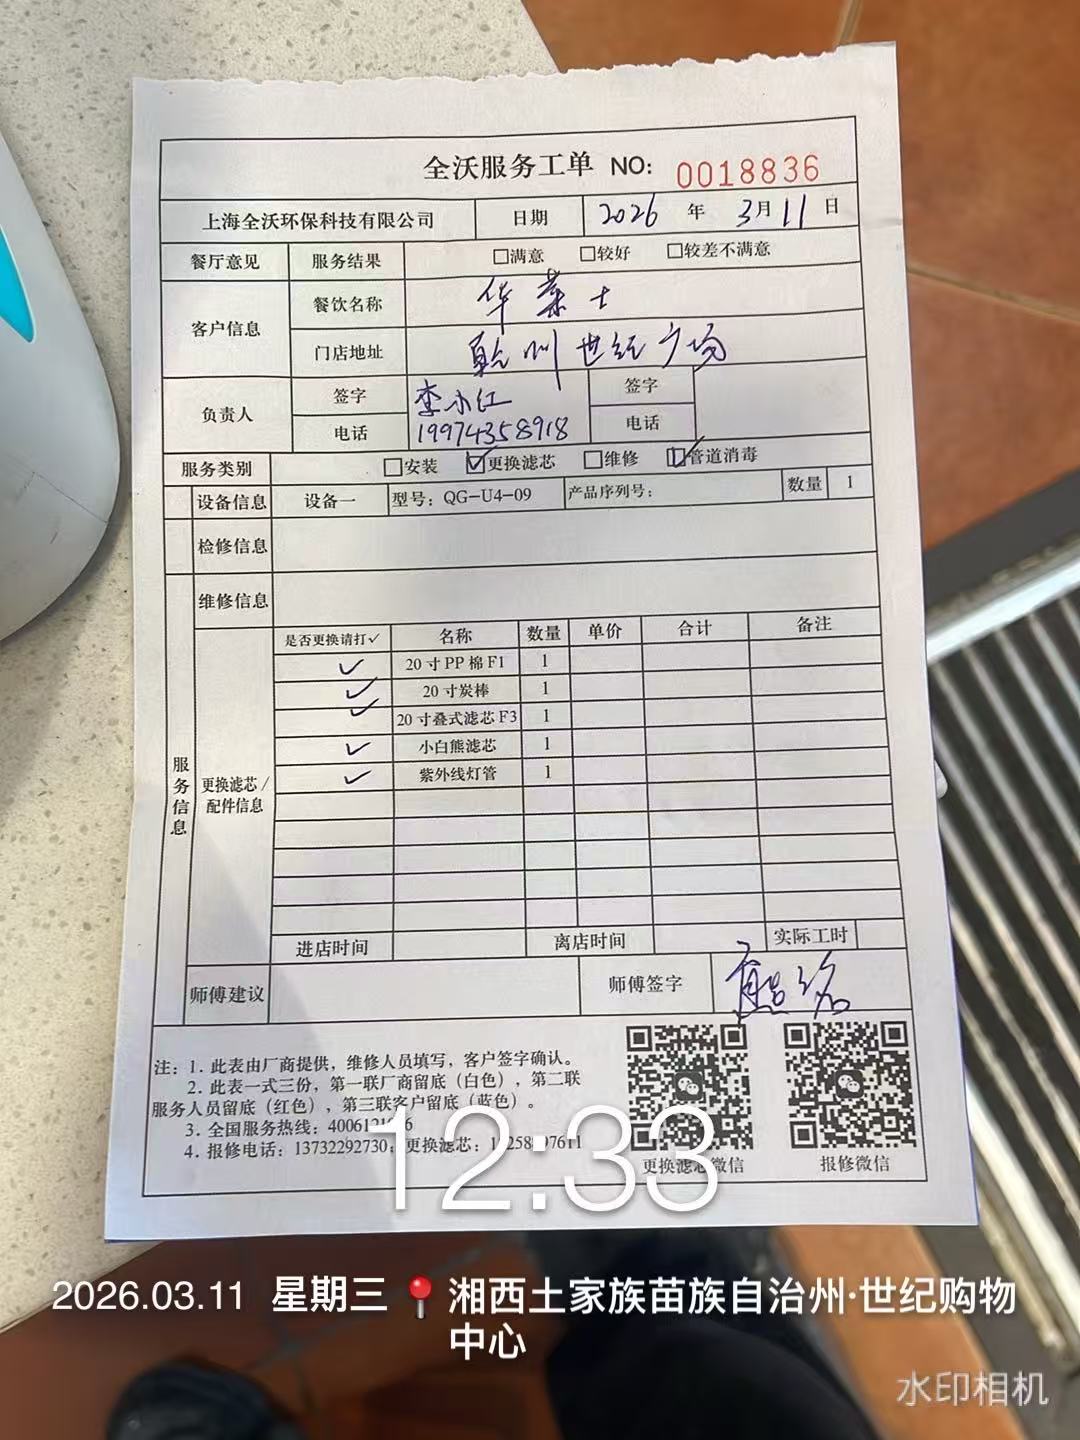 全沃服务工单 NO: 0018836
上海全沃环保科技有限公司 日期 2026 年 3月 11 日
餐厅意见 服务结果 □满意 □较好 □较差不满意
客户信息 餐饮名称 华莱士
门店地址 乾州世纪广场
负责人 签字 李小红 签字
电话 19974358918 电话
服务类别 □安装 ☑更换滤芯 □维修 ☑管道消毒
设备信息 设备一 型号: QG-U4-09 产品序列号: 数量 1
检修信息
维修信息
是否更换请打✓ 名称 数量 单价 合计 备注
✓ 20寸PP棉F1 1
✓ 20寸炭棒 1
✓ 20寸叠式滤芯F3 1
✓ 小白熊滤芯 1
✓ 紫外线灯管 1
服务信息
更换滤芯/
配件信息
进店时间 离店时间 实际工时
师傅建议 师傅签字
注: 1. 此表由厂商提供，维修人员填写，客户签字确认。
2. 此表一式三份，第一联厂商留底（白色），第二联
服务人员留底（红色），第三联客户留底（蓝色）。
3. 全国服务热线:
4. 报修电话: 13732292730; 更换滤芯:
更换滤芯微信 报修微信
12:33
2026.03.11 星期三 湘西土家族苗族自治州·世纪购物
中心
水印相机